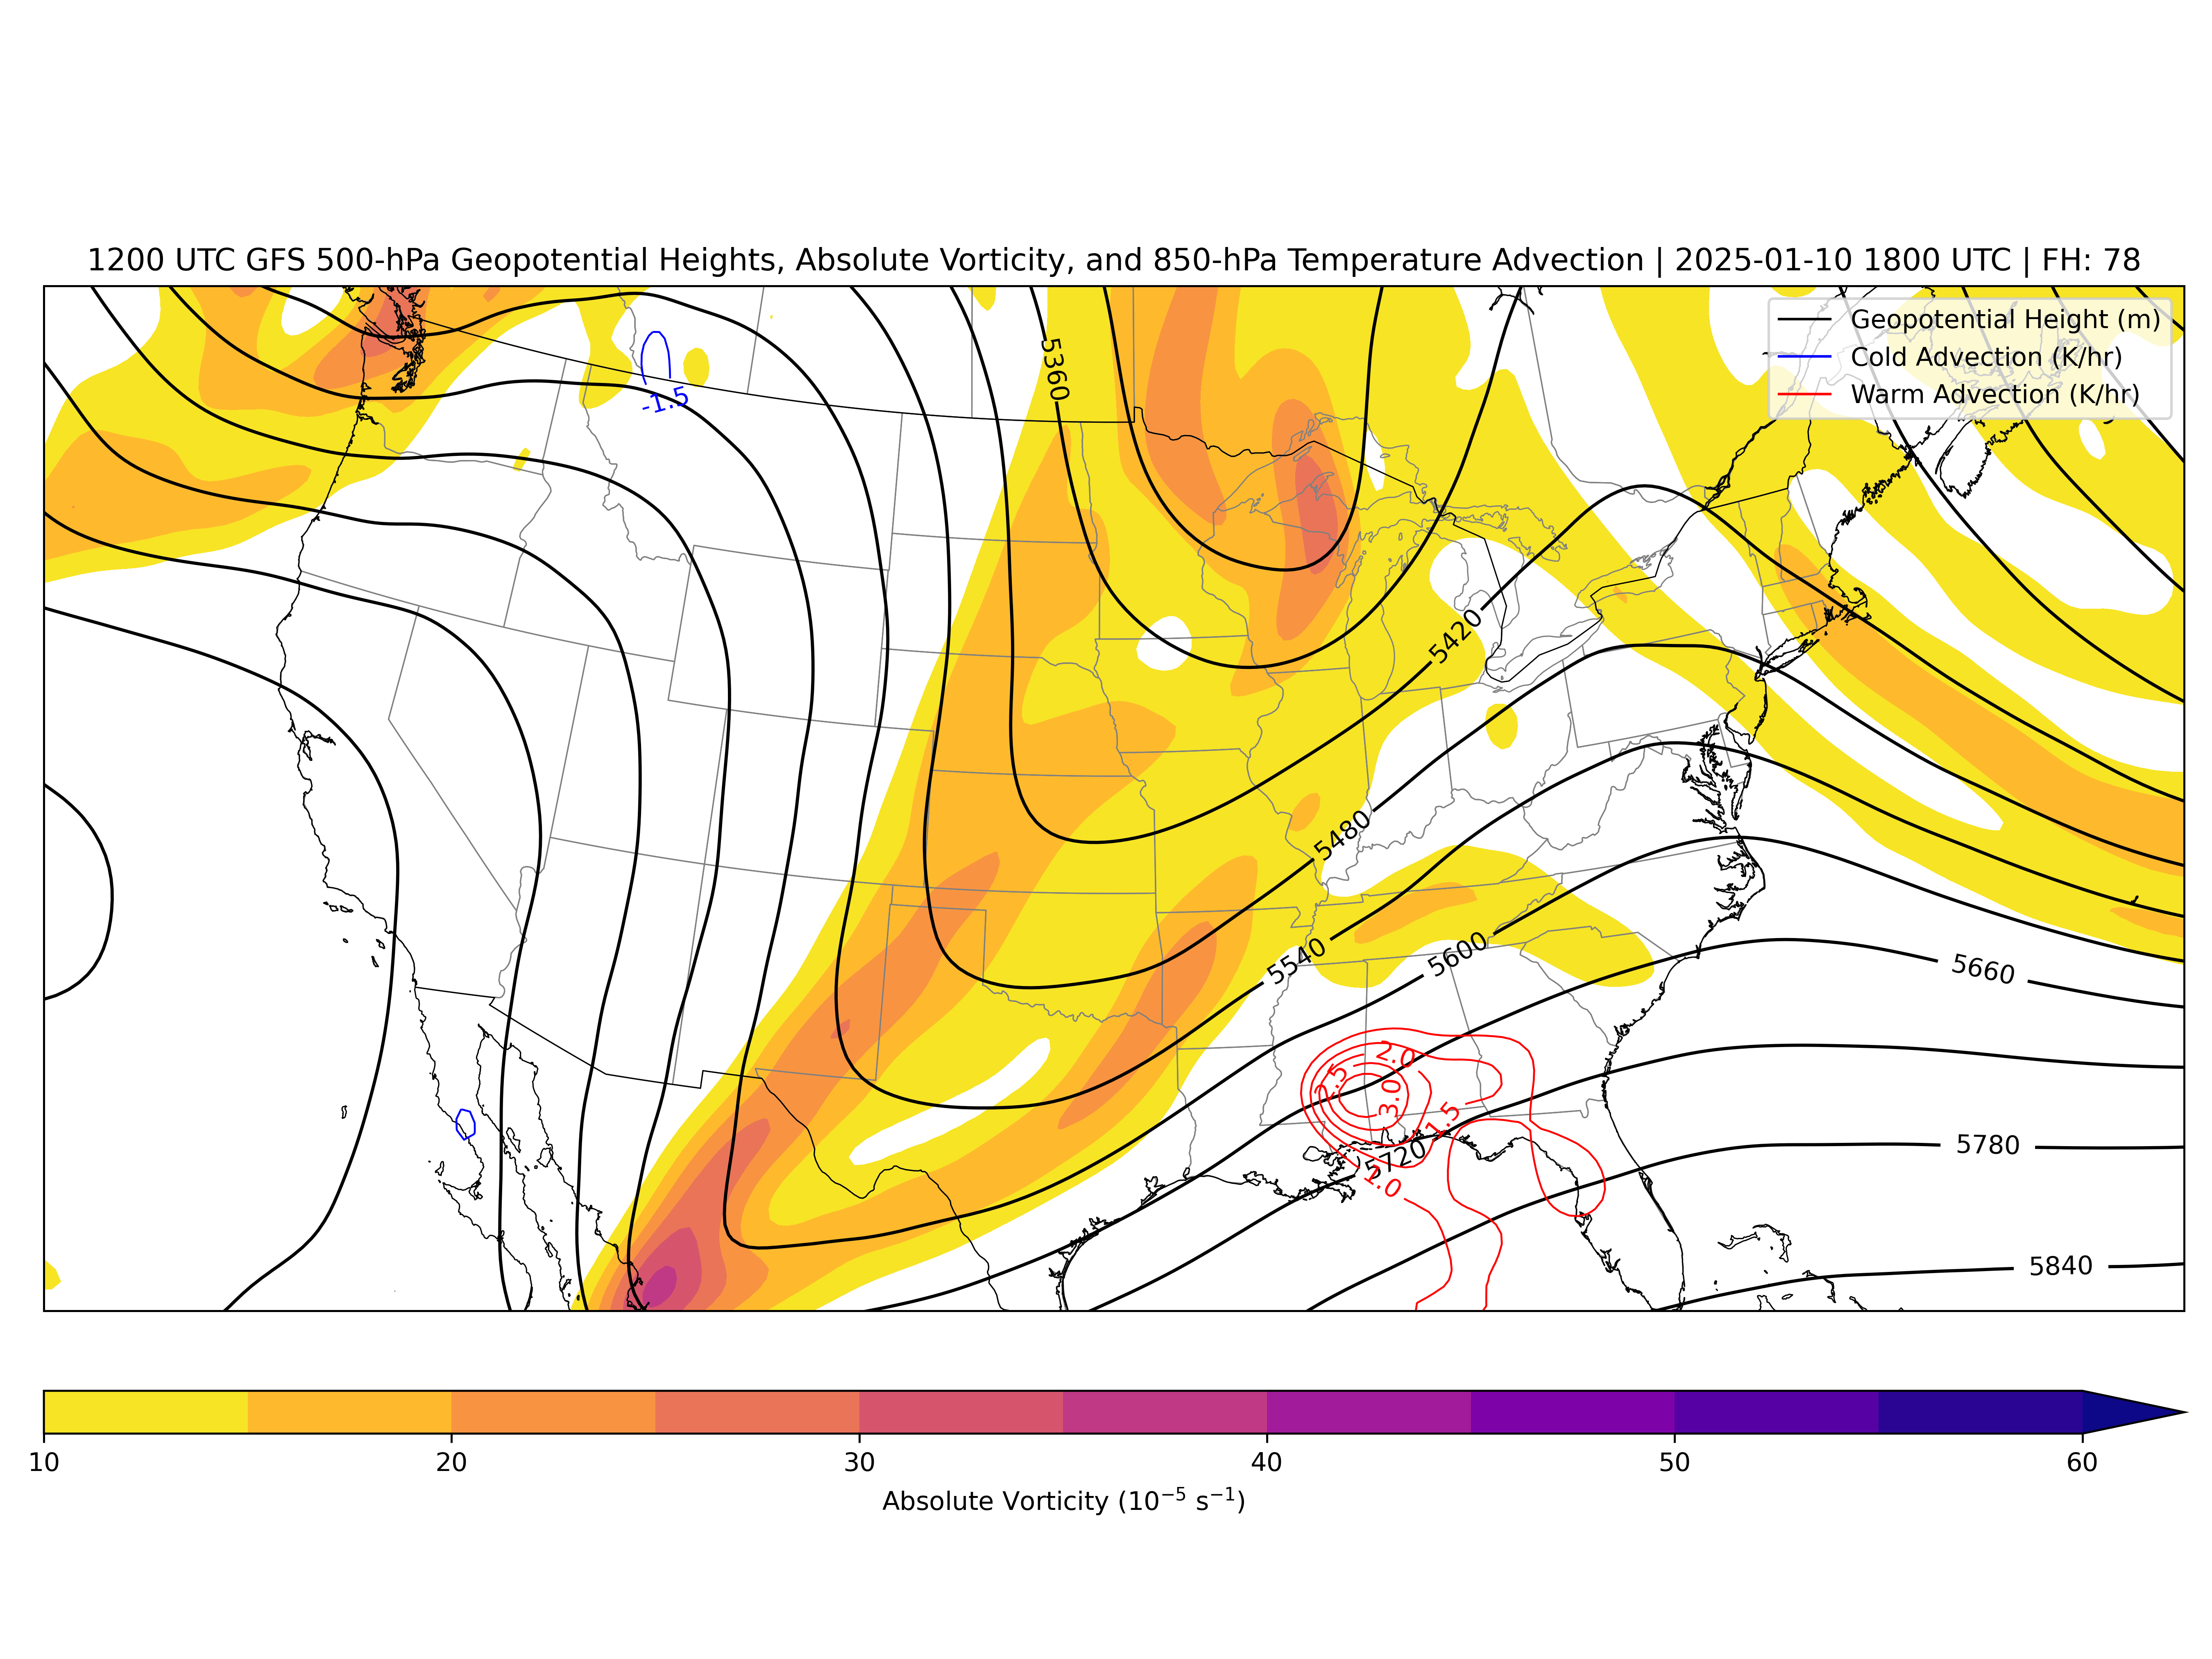 1200 UTC GFS 500-hPa Geopotential Heights, Absolute Vorticity, and 850-hPa Temperature Advection | 2025-01-10 1800 UTC | FH: 78
Geopotential Height (m)
Cold Advection (K/hr)
Warm Advection (K/hr)
5360
-1.5
5420
5480
5540
5600
5660
2.0
2.5
3.0
1.5
5720
1.0
5780
5840
10 20 30 40 50 60
Absolute Vorticity (10⁻⁵ s⁻¹)